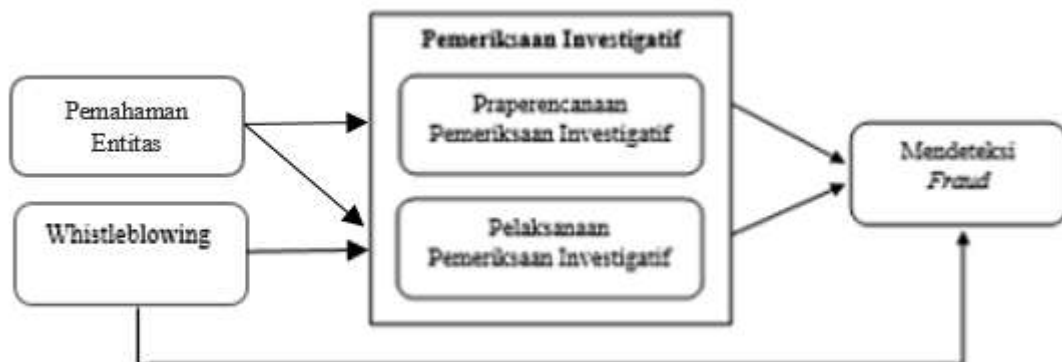 Pemeriksaan Investigatif
Pemahaman
Entitas
Praperencanaan
Pemeriksaan Investigatif
Whistleblowing
Pelaksanaan
Pemeriksaan Investigatif
Mendeteksi
Fraud